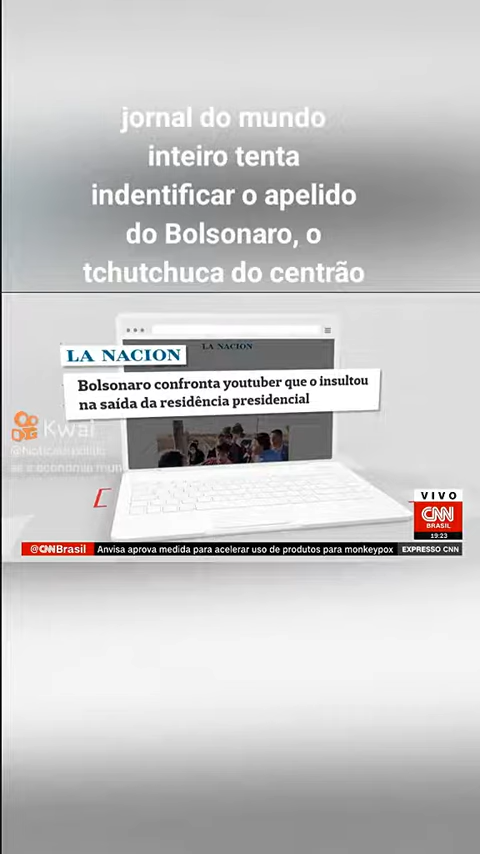 jornal do mundo
inteiro tenta
indentificar o apelido
do Bolsonaro, o
tchutchuca do centrão
LA NACION
LA NACION
Bolsonaro confronta youtuber que o insultou
na saída da residência presidencial
Kwai
VIVO
CNN
BRASIL
19:23
@CNNBrasil Anvisa aprova medida para acelerar uso de produtos para monkeypox EXPRESSO CNN